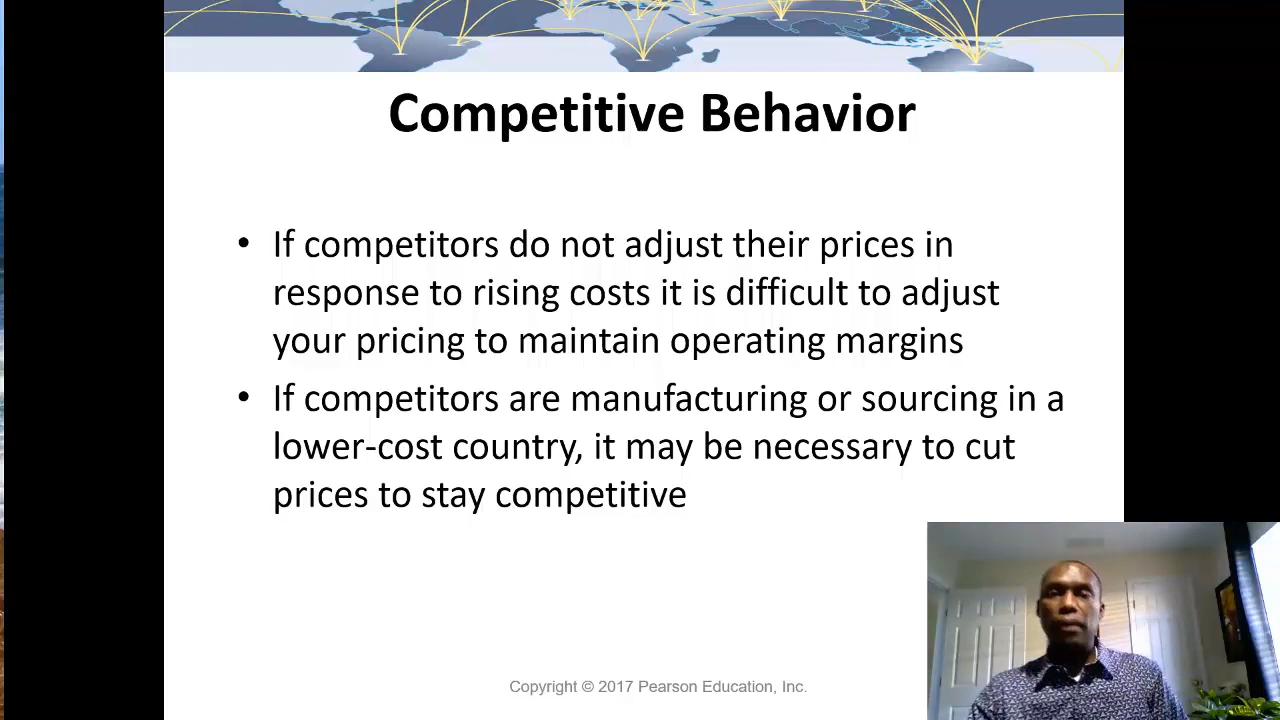 Competitive Behavior
• If competitors do not adjust their prices in
response to rising costs it is difficult to adjust
your pricing to maintain operating margins
• If competitors are manufacturing or sourcing in a
lower-cost country, it may be necessary to cut
prices to stay competitive
Copyright © 2017 Pearson Education, Inc.